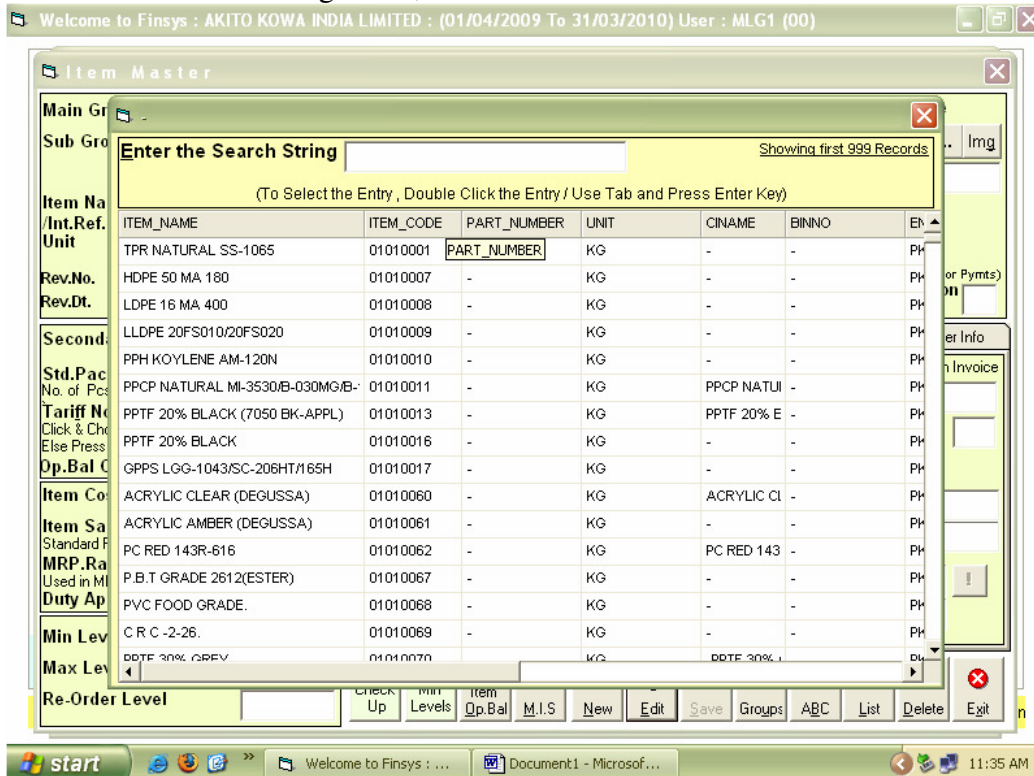 Welcome to Finsys : AKITO KOWA INDIA LIMITED : (01/04/2009 To 31/03/2010) User : MLG1 (00)
Item Master
Main Gr
Sub Gro
Img
Item Na
/Int.Ref.
Unit
Rev.No.
or Pymts)
Rev.Dt.
Second
er Info
Std.Pac
Invoice
No. of Pcs
Tariff No
Click & Cho
Else Press
Op.Bal
Item Co
Item Sa
MRP.Ra
Used in MI
Duty Ap
Min Lev
Max Lev
Re-Order Level
-
Enter the Search String
Showing first 999 Records
(To Select the Entry , Double Click the Entry / Use Tab and Press Enter Key)
ITEM_NAME ITEM_CODE PART_NUMBER UNIT CINAME BINNO
TPR NATURAL SS-1065 01010001 PART_NUMBER KG - -
HDPE 50 MA 180 01010007 - KG - -
LDPE 16 MA 400 01010008 - KG - -
LLDPE 20FS010/20FS020 01010009 - KG - -
PPH KOYLENE AM-120N 01010010 - KG - -
PPCP NATURAL MI-3530/B-030MG/B- 01010011 - KG PPCP NATUI -
PPTF 20% BLACK (7050 BK-APPL) 01010013 - KG PPTF 20% E -
PPTF 20% BLACK 01010016 - KG - -
GPPS LGG-1043/SC-206HT/165H 01010017 - KG - -
ACRYLIC CLEAR (DEGUSSA) 01010060 - KG ACRYLIC CL -
ACRYLIC AMBER (DEGUSSA) 01010061 - KG - -
PC RED 143R-616 01010062 - KG PC RED 143 -
P.B.T GRADE 2612(ESTER) 01010067 - KG - -
PVC FOOD GRADE. 01010068 - KG - -
C R C -2-26. 01010069 - KG - -
PPTF 30% GREY 01010070 KG PPTF 30%
Check Up
Min Levels
Item Op.Bal
M.I.S
New
Edit
Save
Groups
ABC
List
Delete
Exit
start
Welcome to Finsys : ...
Document1 - Microsof...
11:35 AM